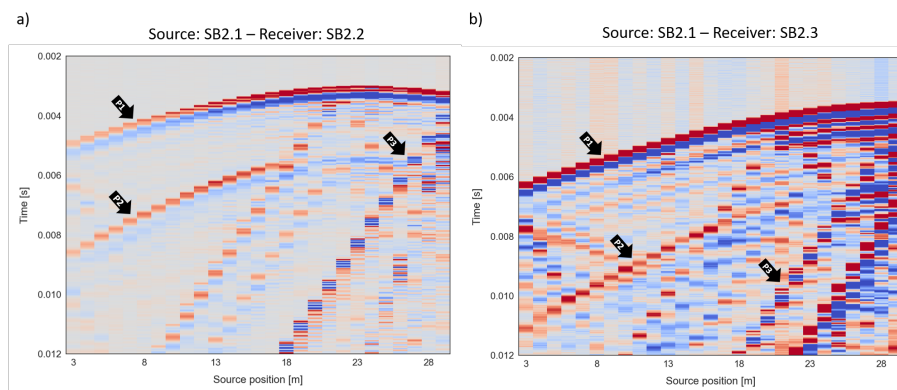 a)
Source: SB2.1 – Receiver: SB2.2
0.002
0.004
0.006
0.008
0.010
0.012
Time [s]
P1
P2
P3
3 8 13 18 23 28
Source position [m]
b)
Source: SB2.1 – Receiver: SB2.3
0.002
0.004
0.006
0.008
0.010
0.012
Time [s]
P1
P2
P3
3 8 13 18 23 28
Source position [m]